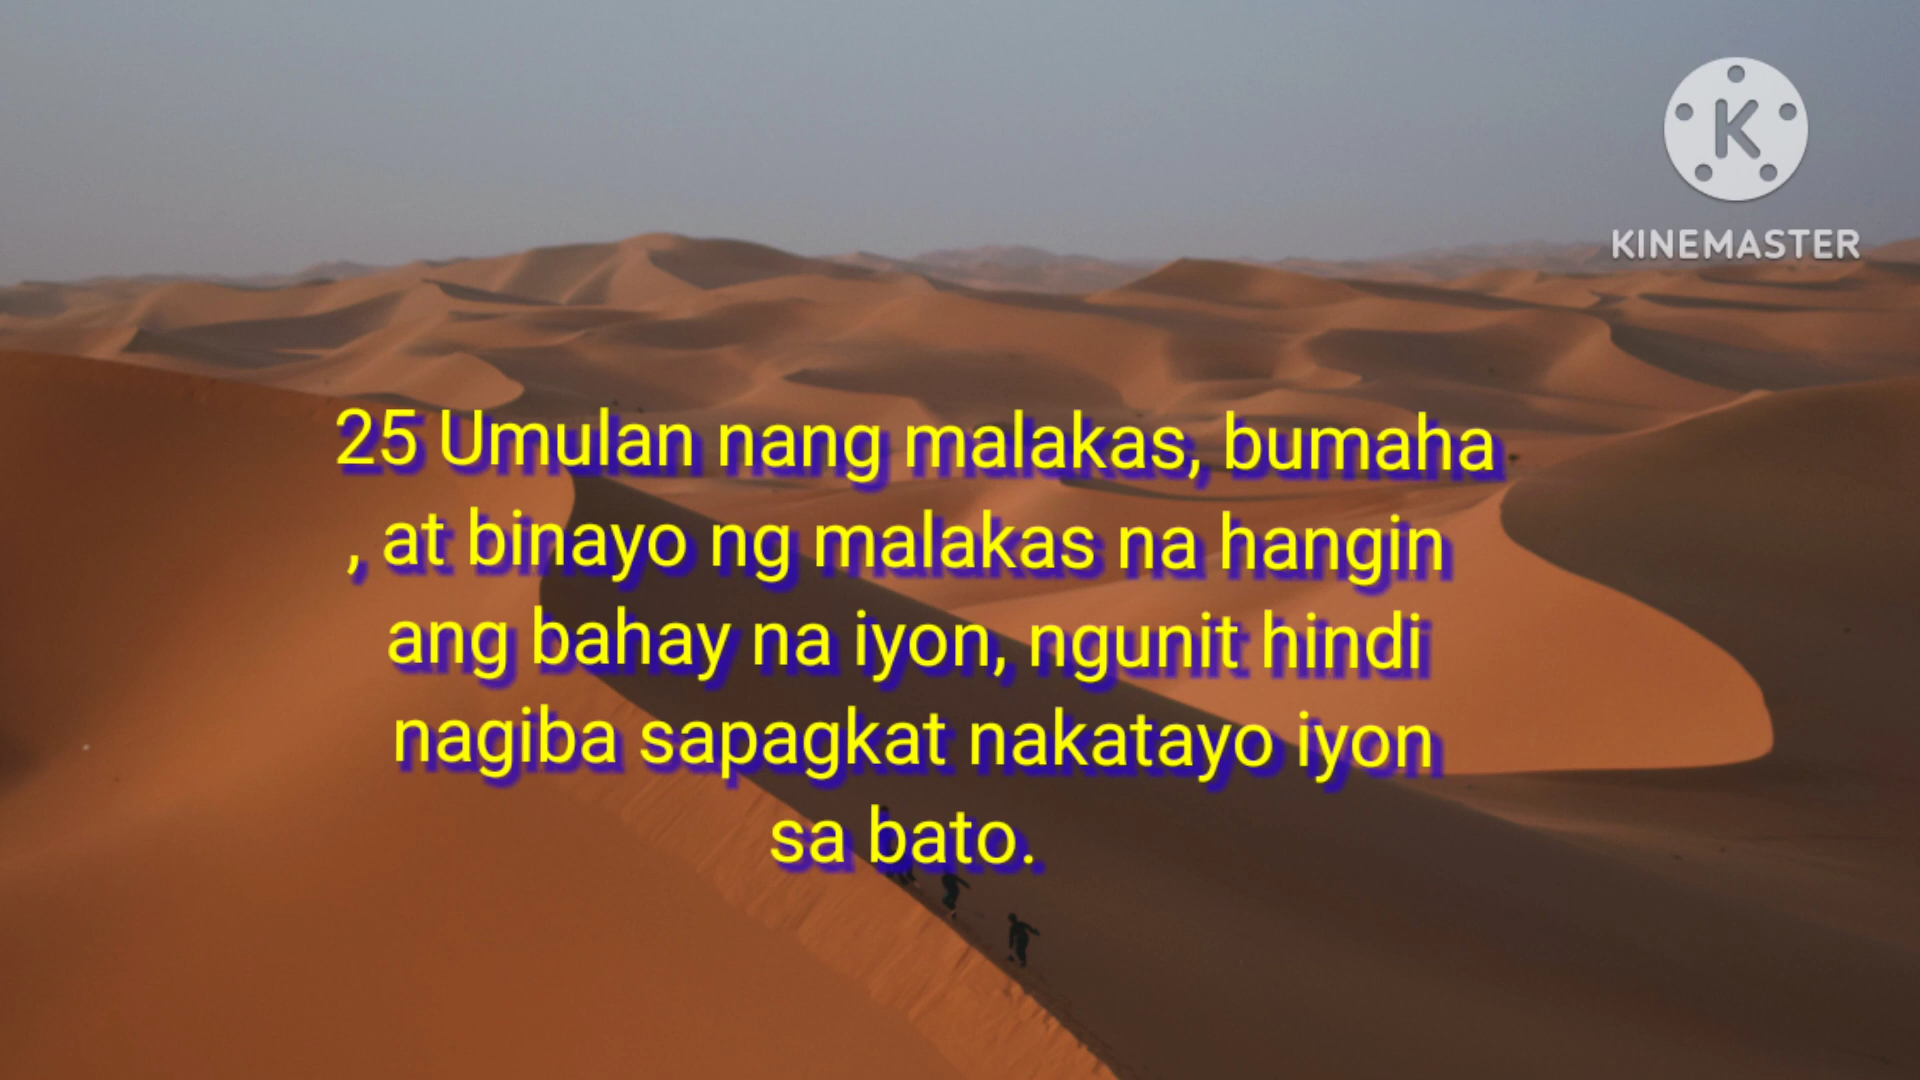 KINEMASTER
25 Umulan nang malakas, bumaha
, at binayo ng malakas na hangin
ang bahay na iyon, ngunit hindi
nagiba sapagkat nakatayo iyon
sa bato.